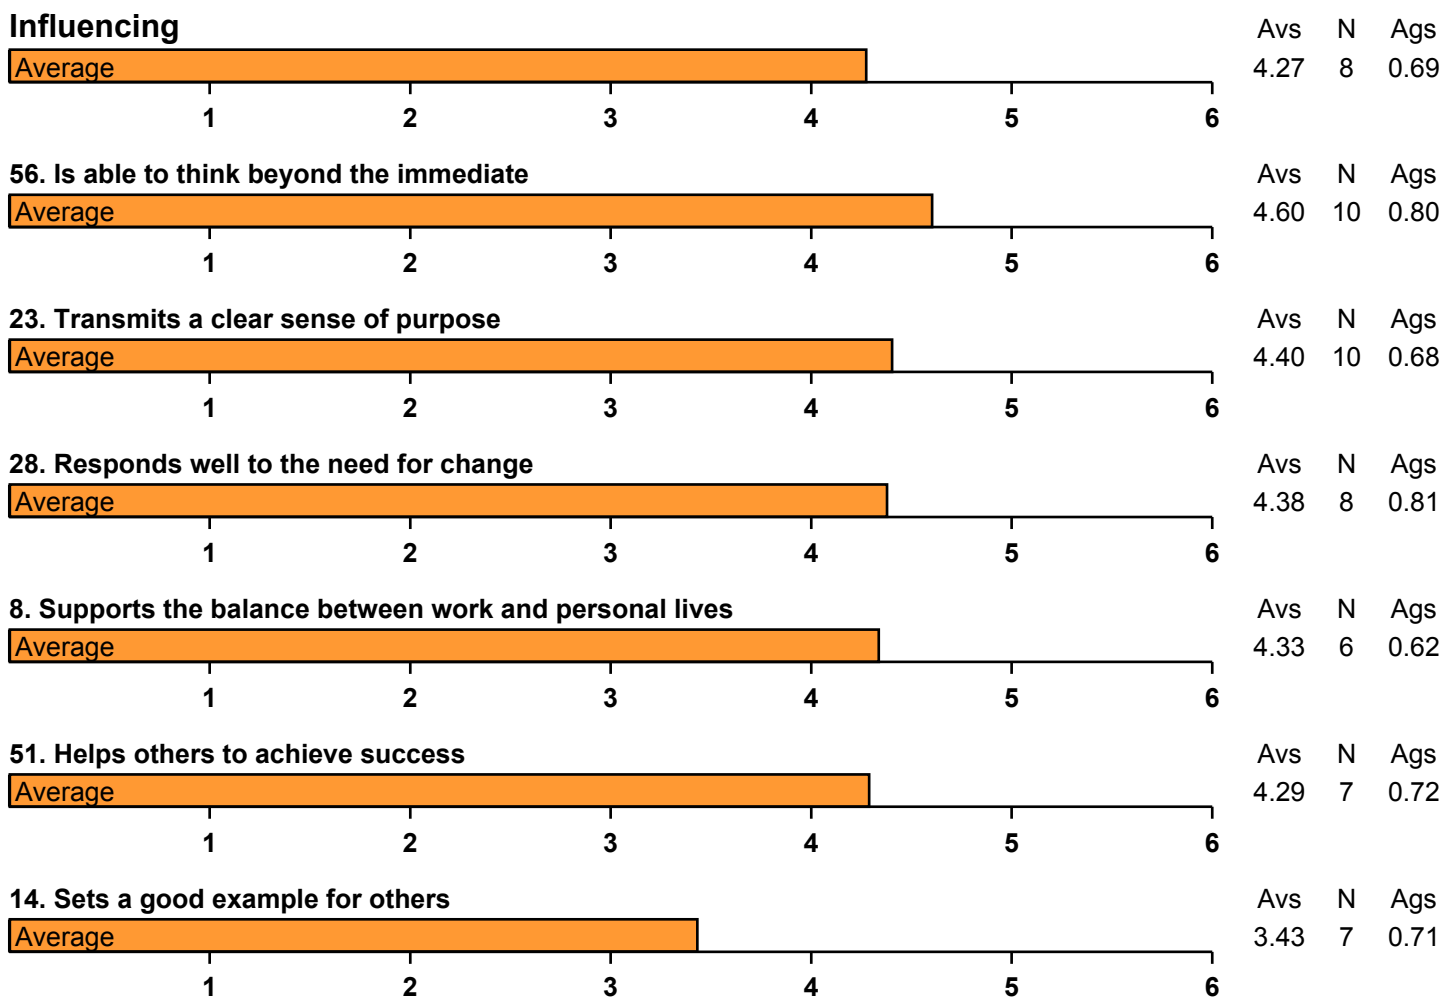 Influencing Avs N Ags
Average 4.27 8 0.69
1 2 3 4 5 6
56. Is able to think beyond the immediate Avs N Ags
Average 4.60 10 0.80
1 2 3 4 5 6
23. Transmits a clear sense of purpose Avs N Ags
Average 4.40 10 0.68
1 2 3 4 5 6
28. Responds well to the need for change Avs N Ags
Average 4.38 8 0.81
1 2 3 4 5 6
8. Supports the balance between work and personal lives Avs N Ags
Average 4.33 6 0.62
1 2 3 4 5 6
51. Helps others to achieve success Avs N Ags
Average 4.29 7 0.72
1 2 3 4 5 6
14. Sets a good example for others Avs N Ags
Average 3.43 7 0.71
1 2 3 4 5 6